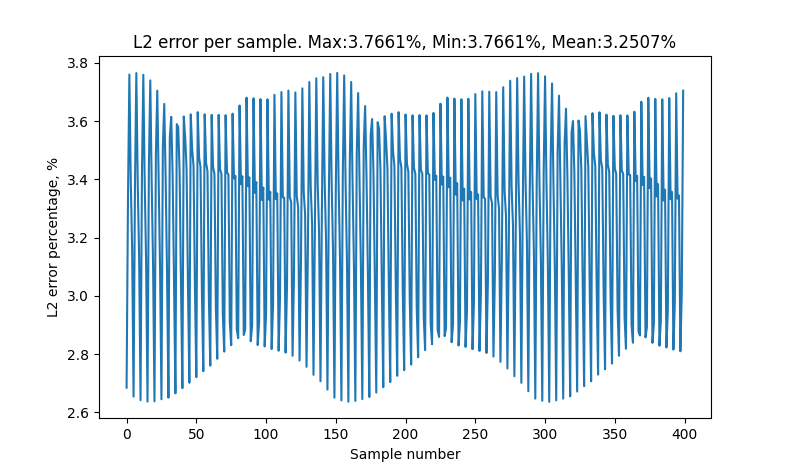 L2 error per sample. Max:3.7661%, Min:3.7661%, Mean:3.2507%
3.8
3.6
3.4
3.2
3.0
2.8
2.6
L2 error percentage, %
0 50 100 150 200 250 300 350 400
Sample number